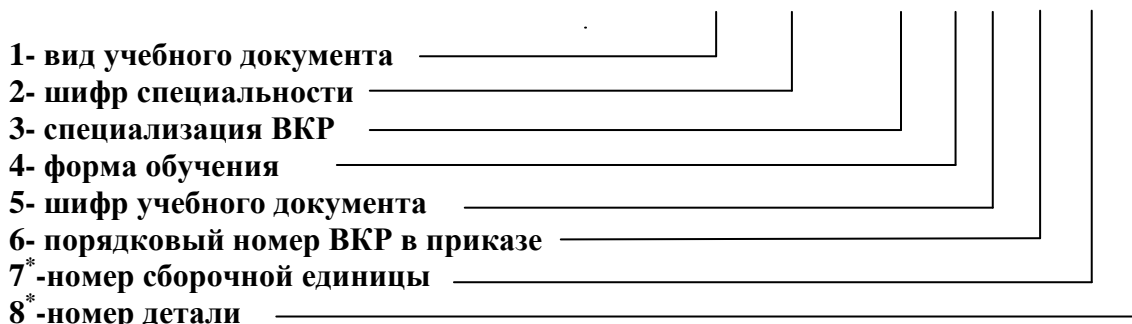 1- вид учебного документа
2- шифр специальности
3- специализация ВКР
4- форма обучения
5- шифр учебного документа
6- порядковый номер ВКР в приказе
7*-номер сборочной единицы
8*-номер детали